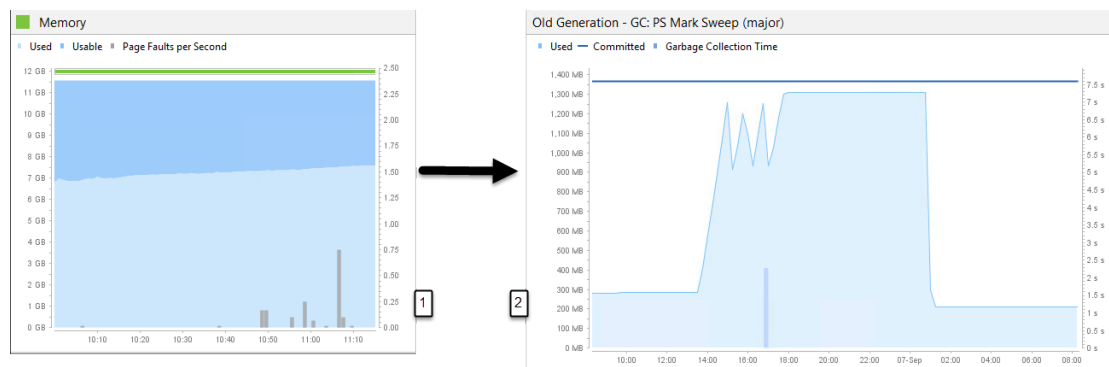 Memory
Used Usable Page Faults per Second
12 GB
11 GB
10 GB
9 GB
8 GB
7 GB
6 GB
5 GB
4 GB
3 GB
2 GB
1 GB
0 GB
2.50
2.25
2.00
1.75
1.50
1.25
1.00
0.75
0.50
0.25
0.00
10:10 10:20 10:30 10:40 10:50 11:00 11:10
1
2
Old Generation - GC: PS Mark Sweep (major)
Used Committed Garbage Collection Time
1,400 MB
1,300 MB
1,200 MB
1,100 MB
1,000 MB
900 MB
800 MB
700 MB
600 MB
500 MB
400 MB
300 MB
200 MB
100 MB
0 MB
7.5 s
7 s
6.5 s
6 s
5.5 s
5 s
4.5 s
4 s
3.5 s
3 s
2.5 s
2 s
1.5 s
1 s
0.5 s
0 s
10:00 12:00 14:00 16:00 18:00 20:00 22:00 07-Sep 02:00 04:00 06:00 08:00